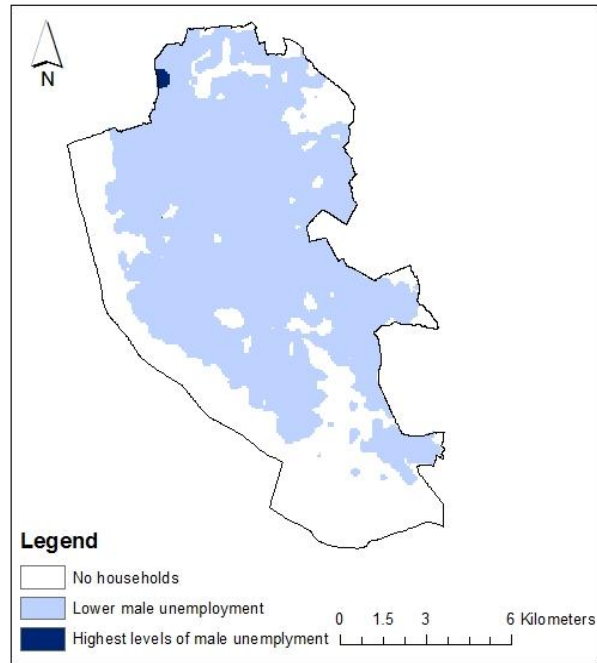 N
Legend
No households
Lower male unemployment
Highest levels of male unemplyment
0 1.5 3 6 Kilometers